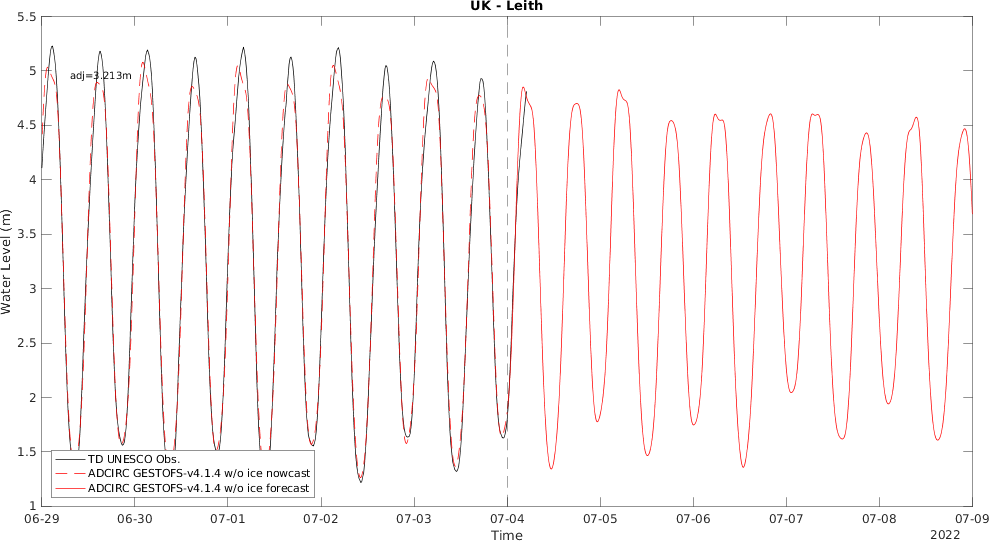 UK - Leith
5.5
5
4.5
4
3.5
3
2.5
2
1.5
1
Water Level (m)
adj=3.213m
TD UNESCO Obs.
ADCIRC GESTOFS-v4.1.4 w/o ice nowcast
ADCIRC GESTOFS-v4.1.4 w/o ice forecast
06-29 06-30 07-01 07-02 07-03 07-04 07-05 07-06 07-07 07-08 07-09
Time
2022